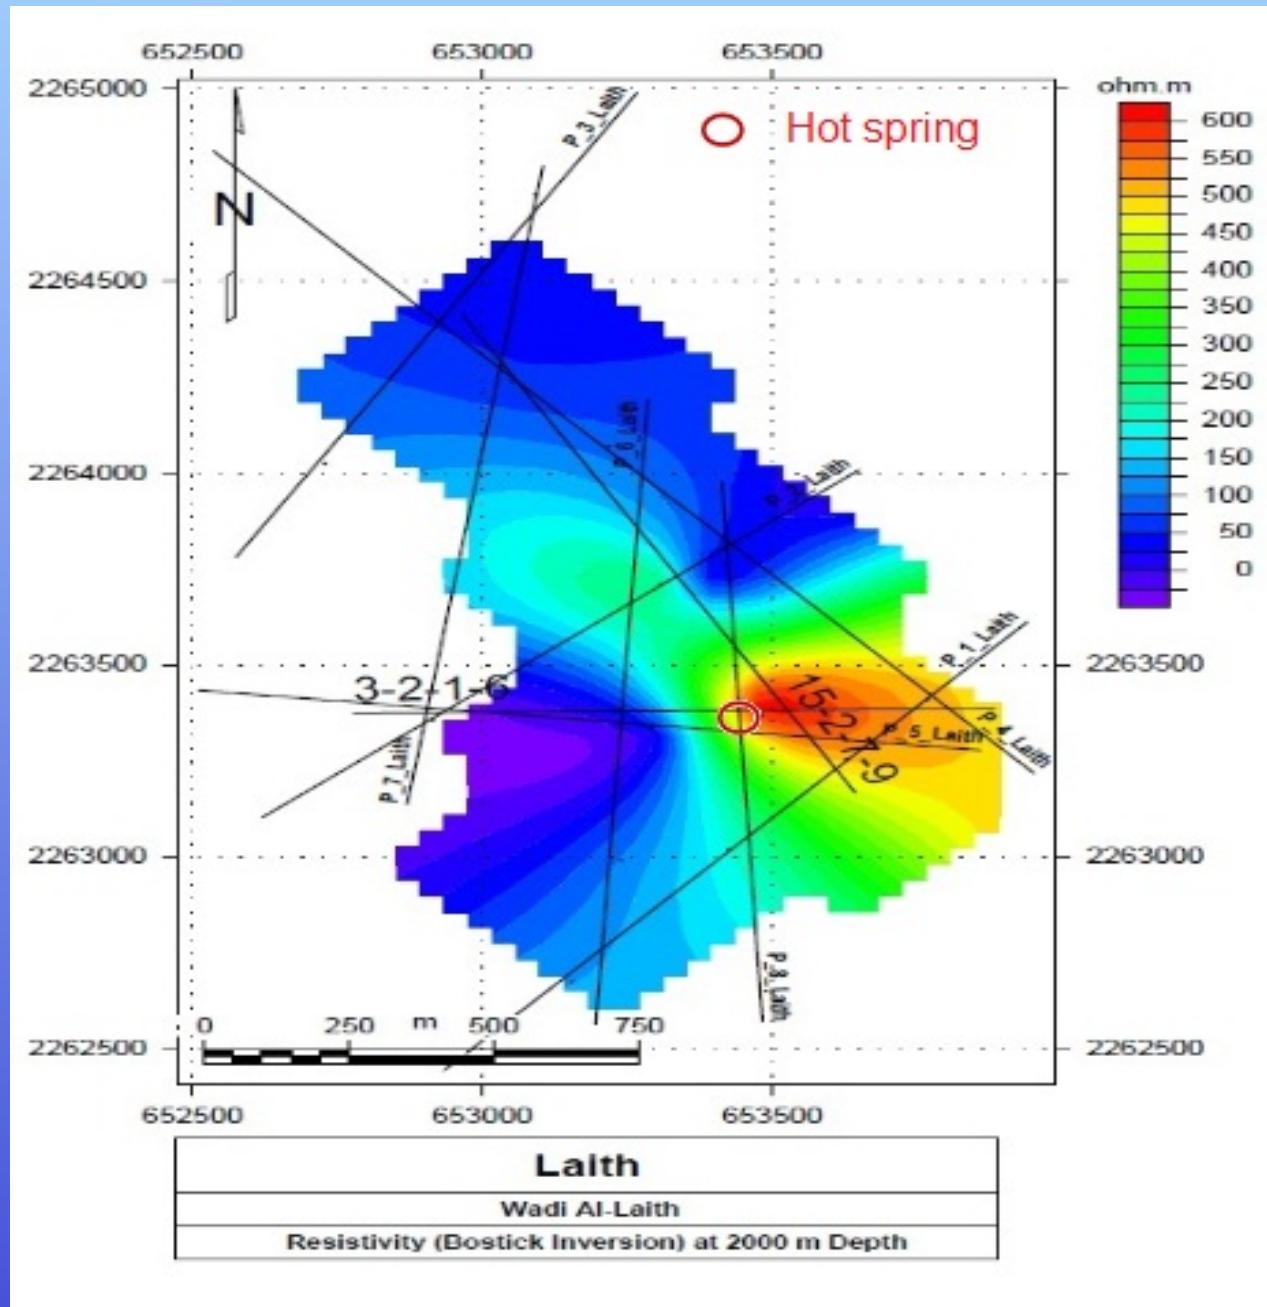 652500 653000 653500
2265000
ohm.m
P_3_Laith
Hot spring
600
550
500
450
400
350
300
250
200
150
100
50
0
N
2264500
P_6_Laith
2264000
P_2_Laith
2263500
2263500
P_1_Laith
3-2-1-6
15-2-7-9
P_4_Laith
P_5_Laith
P_7_Laith
2263000
2263000
P_8_Laith
0 250 m 500 750
2262500
2262500
652500 653000 653500
Laith
Wadi Al-Laith
Resistivity (Bostick Inversion) at 2000 m Depth